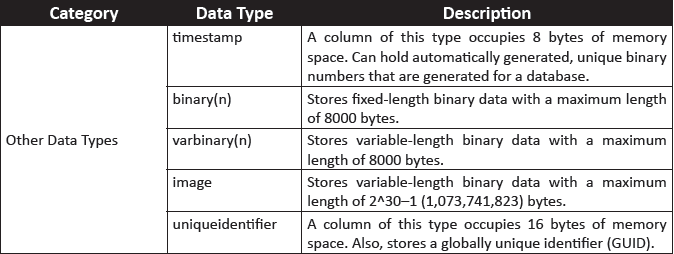 Category Data Type Description
timestamp A column of this type occupies 8 bytes of memory
space. Can hold automatically generated, unique binary
numbers that are generated for a database.
binary(n) Stores fixed-length binary data with a maximum length
of 8000 bytes.
Other Data Types varbinary(n) Stores variable-length binary data with a maximum
length of 8000 bytes.
image Stores variable-length binary data with a maximum
length of 2^30–1 (1,073,741,823) bytes.
uniqueidentifier A column of this type occupies 16 bytes of memory
space. Also, stores a globally unique identifier (GUID).